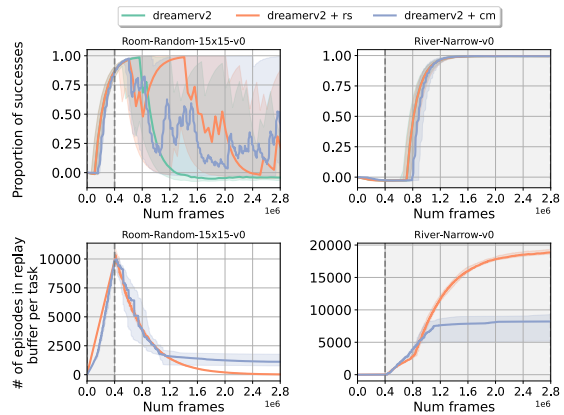 dreamerv2 dreamerv2 + rs dreamerv2 + cm
Room-Random-15x15-v0
Proportion of successes
1.00
0.75
0.50
0.25
0.00
0.0 0.4 0.8 1.2 1.6 2.0 2.4 2.8
Num frames 1e6
River-Narrow-v0
1.00
0.75
0.50
0.25
0.00
0.0 0.4 0.8 1.2 1.6 2.0 2.4 2.8
Num frames 1e6
Room-Random-15x15-v0
# of episodes in replay
buffer per task
10000
7500
5000
2500
0
0.0 0.4 0.8 1.2 1.6 2.0 2.4 2.8
Num frames 1e6
River-Narrow-v0
20000
15000
10000
5000
0
0.0 0.4 0.8 1.2 1.6 2.0 2.4 2.8
Num frames 1e6